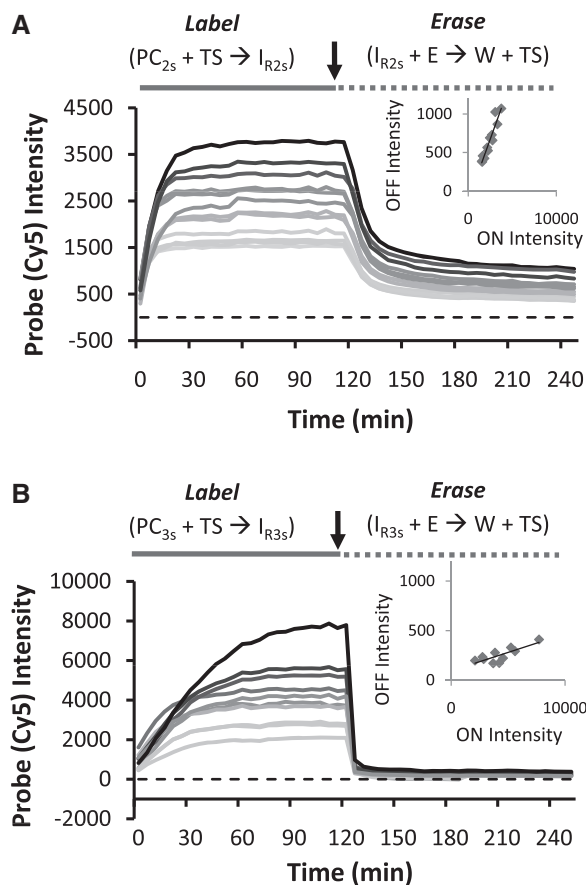 A
Label
Erase
(PC2s + TS → IR2s)
(IR2s + E → W + TS)
Probe (Cy5) Intensity
4500
3500
2500
1500
500
-500
0 30 60 90 120 150 180 210 240
Time (min)
OFF Intensity
1000
500
0
0 10000
ON Intensity
B
Label
Erase
(PC3s + TS → IR3s)
(IR3s + E → W + TS)
Probe (Cy5) Intensity
10000
8000
6000
4000
2000
0
-2000
0 30 60 90 120 150 180 210 240
Time (min)
OFF Intensity
1000
500
0
0 10000
ON Intensity